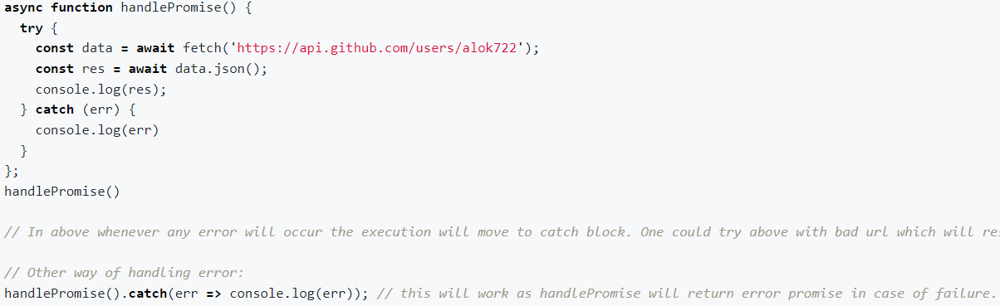 async function handlePromise() {
  try {
    const data = await fetch('https://api.github.com/users/alok722');
    const res = await data.json();
    console.log(res);
  } catch (err) {
    console.log(err)
  }
};
handlePromise()
// In above whenever any error will occur the execution will move to catch block. One could try above with bad url which will
// Other way of handling error:
handlePromise().catch(err => console.log(err)); // this will work as handlePromise will return error promise in case of failure.